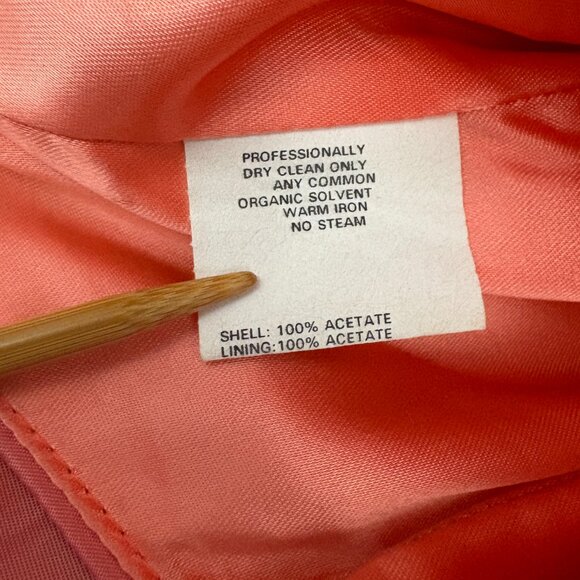 PROFESSIONALLY
DRY CLEAN ONLY
ANY COMMON
ORGANIC SOLVENT
WARM IRON
NO STEAM
SHELL: 100% ACETATE
LINING:100% ACETATE